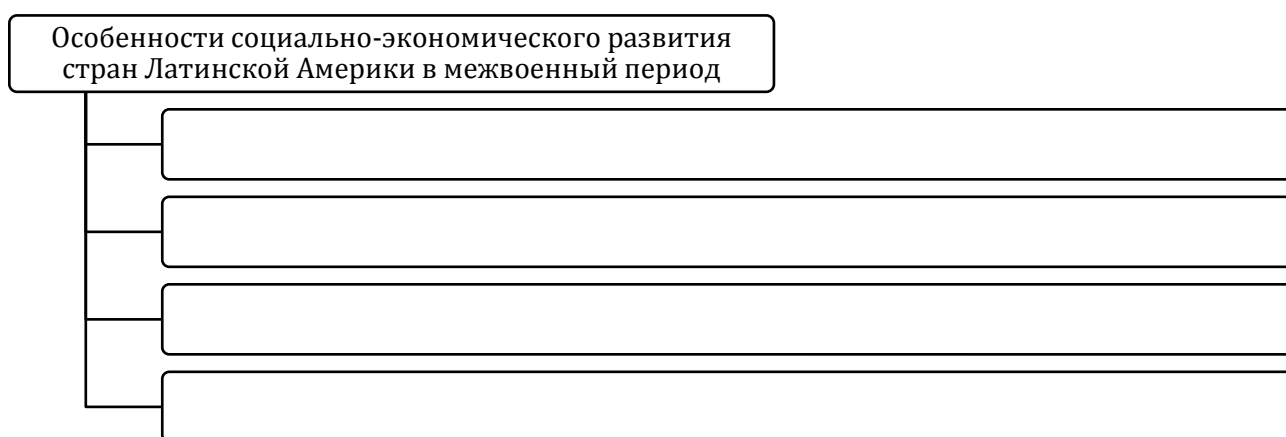 Особенности социально-экономического развития
стран Латинской Америки в межвоенный период